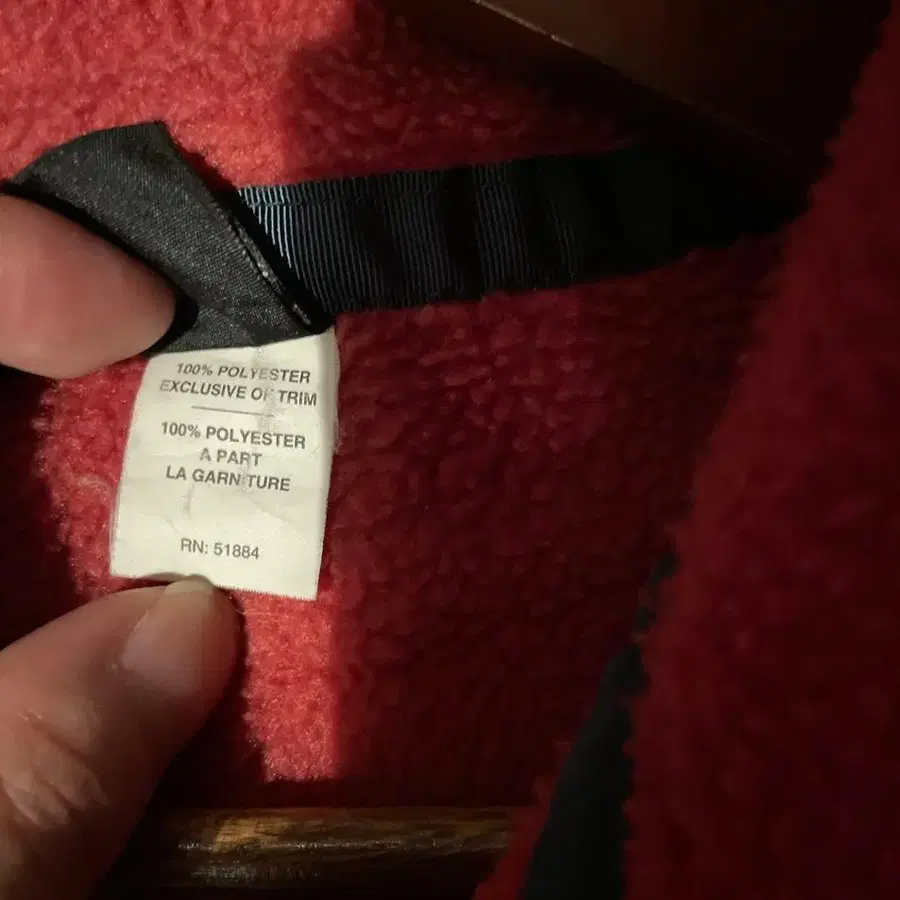 100% POLYESTER
EXCLUSIVE OF TRIM
100% POLYESTER
A PART
LA GARNITURE
RN: 51884